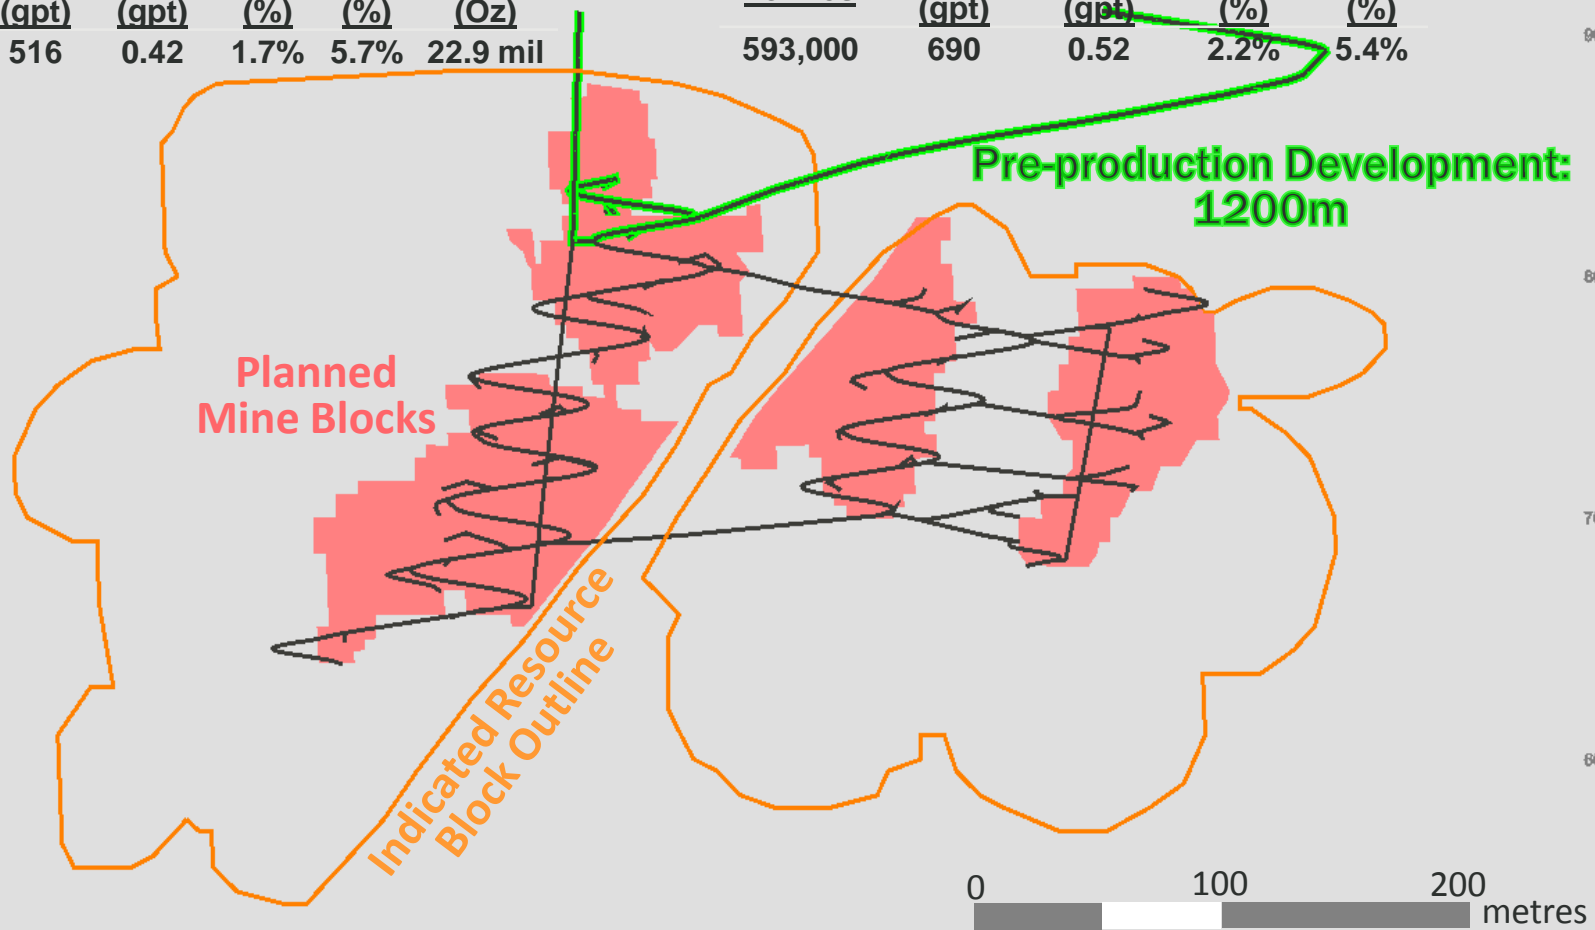 (gpt) (gpt) (%) (%) (Oz)
516 0.42 1.7% 5.7% 22.9 mil
(gpt) (gpt) (%) (%)
593,000 690 0.52 2.2% 5.4%
Pre-production Development:
1200m
Planned
Mine Blocks
Indicated Resource
Block Outline
0 100 200
metres